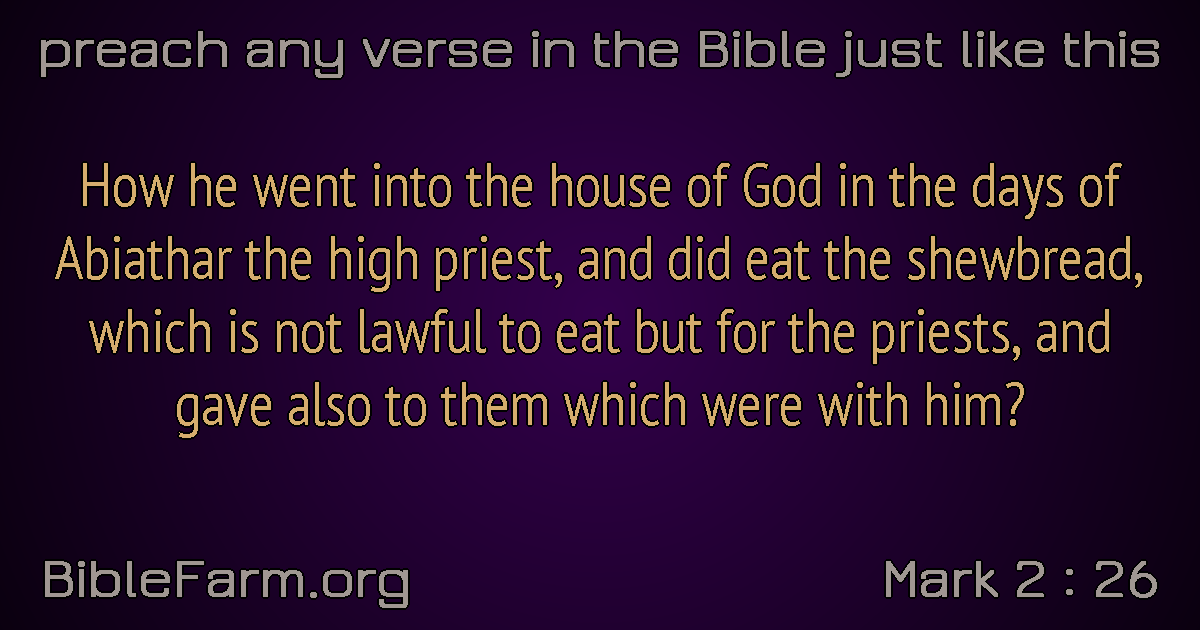 preach any verse in the Bible just like this
How he went into the house of God in the days of
Abiathar the high priest, and did eat the shewbread,
which is not lawful to eat but for the priests, and
gave also to them which were with him?
BibleFarm.org
Mark 2 : 26